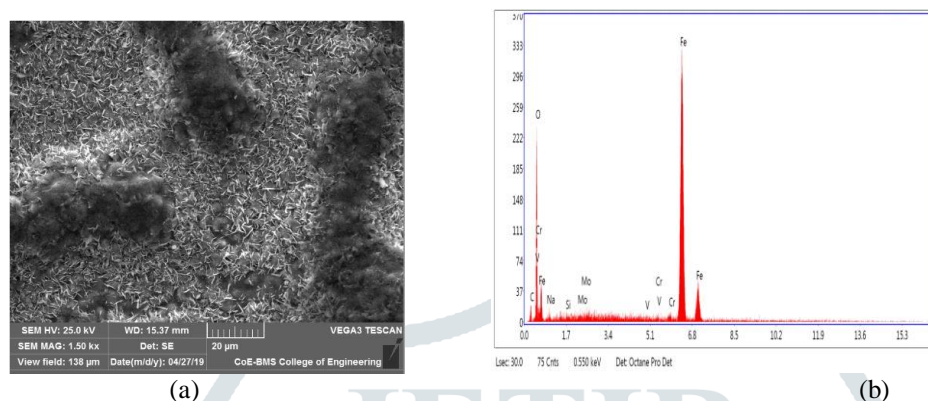 SEM HV: 25.0 kV WD: 15.37 mm VEGA3 TESCAN
SEM MAG: 1.50 kx Det: SE 20 µm
View field: 138 µm Date(m/d/y): 04/27/19 CoE-BMS College of Engineering
(a)
370
333
296
259
222
185
148
111
74
37
0
Fe
O
Cr
V
Fe
C
Na
Si
Mo
Mo
V
Cr
V
Cr
Fe
0.0 1.7 3.4 5.1 6.8 8.5 10.2 11.9 13.6 15.3
Lsec: 30.0 75 Cnts 0.550 keV Det: Octane Pro Det
(b)